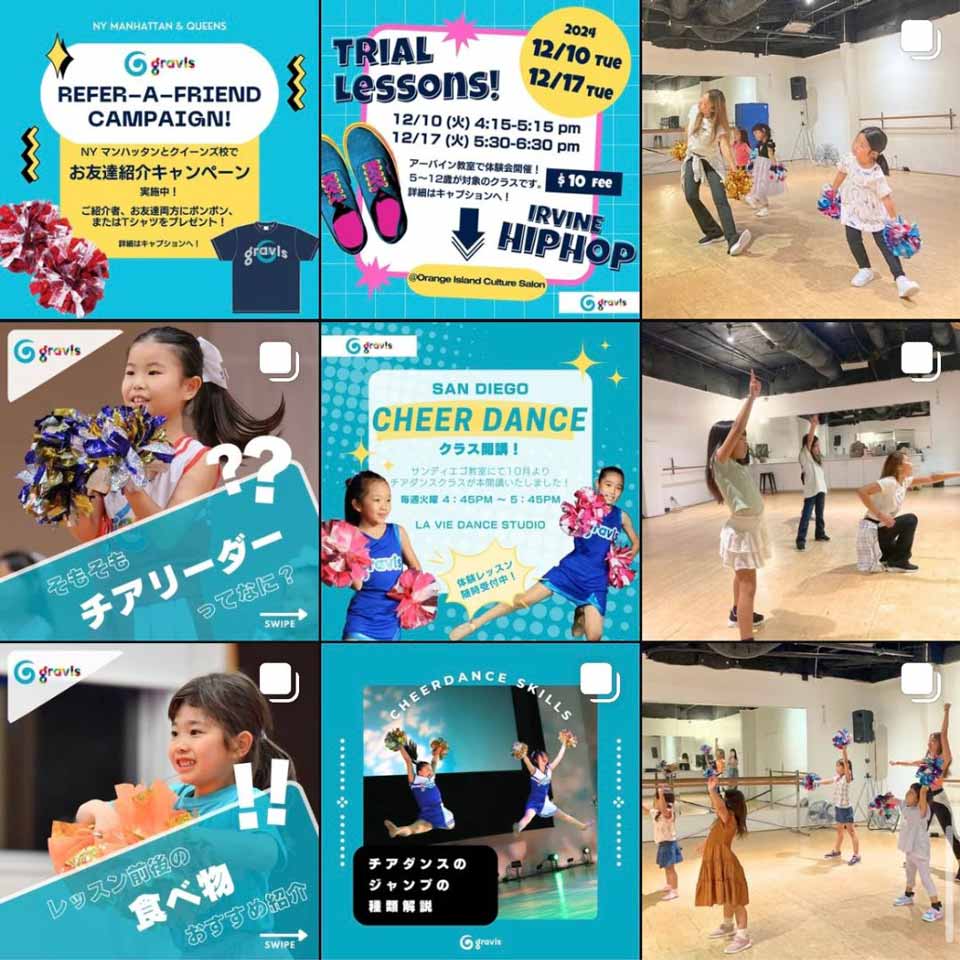 NY MANHATTAN & QUEENS
gravis
REFER-A-FRIEND
CAMPAIGN!
NY マンハッタンとクイーンズ校で
お友達紹介キャンペーン
実施中！
ご紹介者、お友達両方にポンポン、
またはTシャツをプレゼント！
詳細はキャプションへ！
gravis
TRIAL
Lessons!
2024
12/10 TUE
12/17 TUE
12/10 (火) 4:15-5:15 pm
12/17 (火) 5:30-6:30 pm
アーバイン教室で体験会開催！
5〜12歳が対象のクラスです。
詳細はキャプションへ！
$10 Fee
IRVINE
HIPHOP
@Orange Island Culture Salon
gravis
gravis
??
そもそも
チアリーダー
ってなに？
SWIPE
gravis
SAN DIEGO
CHEER DANCE
クラス開講！
サンディエゴ教室にて10月より
チアダンスクラスが本開講いたしました！
毎週火曜 4：45PM 〜 5：45PM
LA VIE DANCE STUDIO
gravis
gravis
体験レッスン
随時受付中！
gravis
!!
レッスン前後の
食べ物
おすすめ紹介
SWIPE
CHEERDANCE SKILLS
チアダンスの
ジャンプの
種類解説
gravis